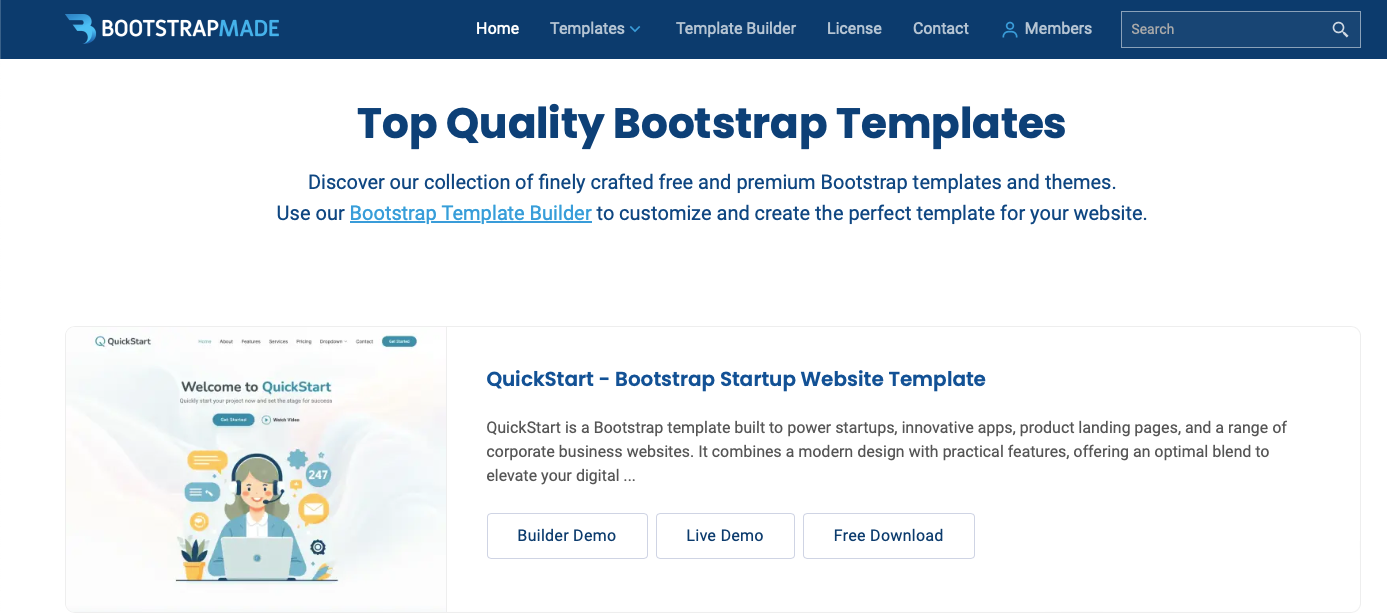 BOOTSTRAPMADE
Home Templates Template Builder License Contact Members Search
Top Quality Bootstrap Templates
Discover our collection of finely crafted free and premium Bootstrap templates and themes.
Use our Bootstrap Template Builder to customize and create the perfect template for your website.
QuickStart
Home About Features Services Pricing Dropdown Contact Get Started
Welcome to QuickStart
Quickly start your project now and set the stage for success
Get Started Watch Video
247
QuickStart - Bootstrap Startup Website Template
QuickStart is a Bootstrap template built to power startups, innovative apps, product landing pages, and a range of
corporate business websites. It combines a modern design with practical features, offering an optimal blend to
elevate your digital ...
Builder Demo Live Demo Free Download